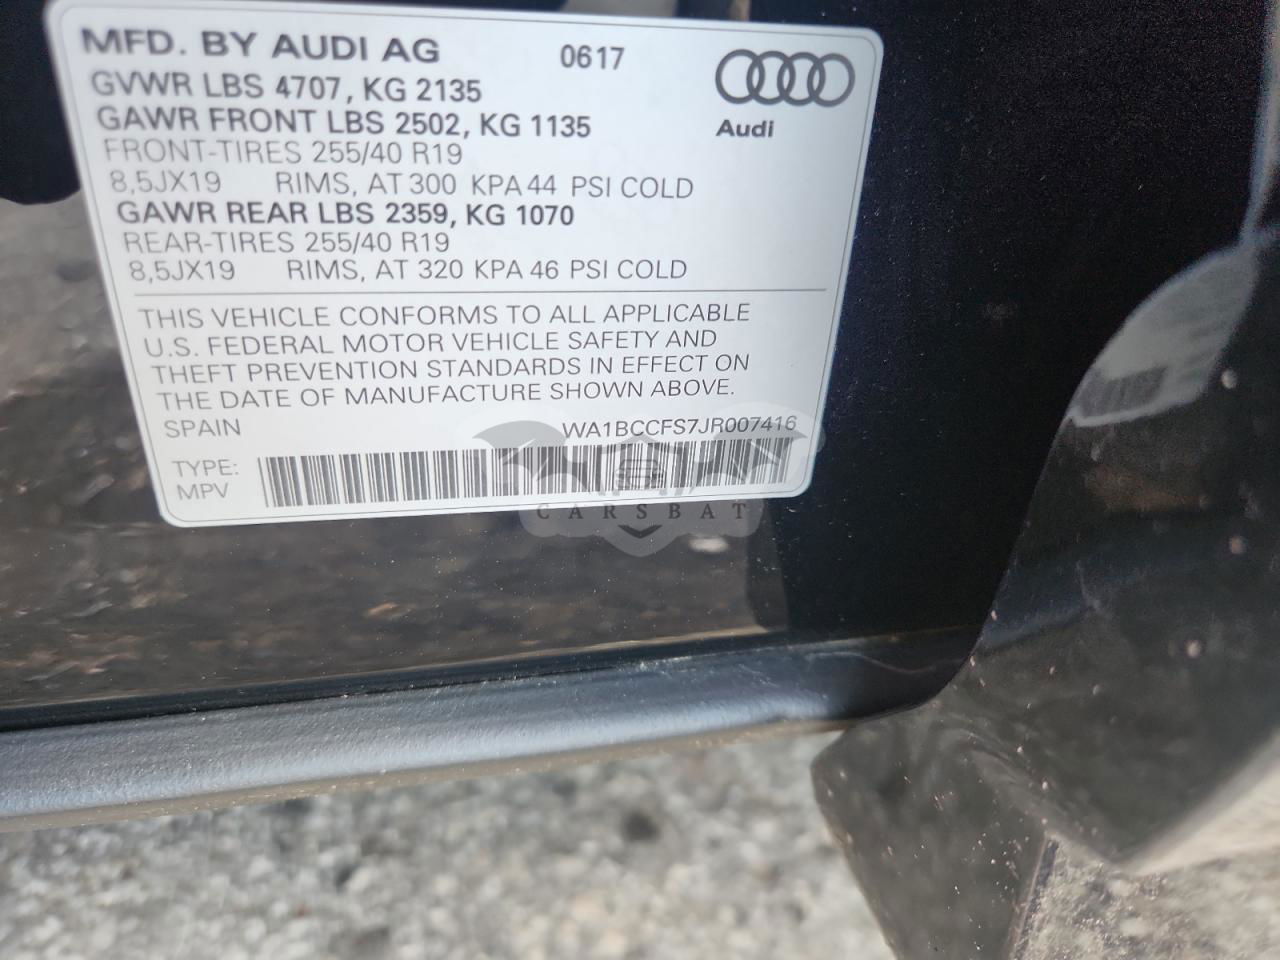 MFD. BY AUDI AG 0617
GVWR LBS 4707, KG 2135
GAWR FRONT LBS 2502, KG 1135
Audi
FRONT-TIRES 255/40 R19
8,5JX19 RIMS, AT 300 KPA 44 PSI COLD
GAWR REAR LBS 2359, KG 1070
REAR-TIRES 255/40 R19
8,5JX19 RIMS, AT 320 KPA 46 PSI COLD
THIS VEHICLE CONFORMS TO ALL APPLICABLE
U.S. FEDERAL MOTOR VEHICLE SAFETY AND
THEFT PREVENTION STANDARDS IN EFFECT ON
THE DATE OF MANUFACTURE SHOWN ABOVE.
SPAIN WA1BCCFS7JR007416
TYPE:
MPV
CARSBAT